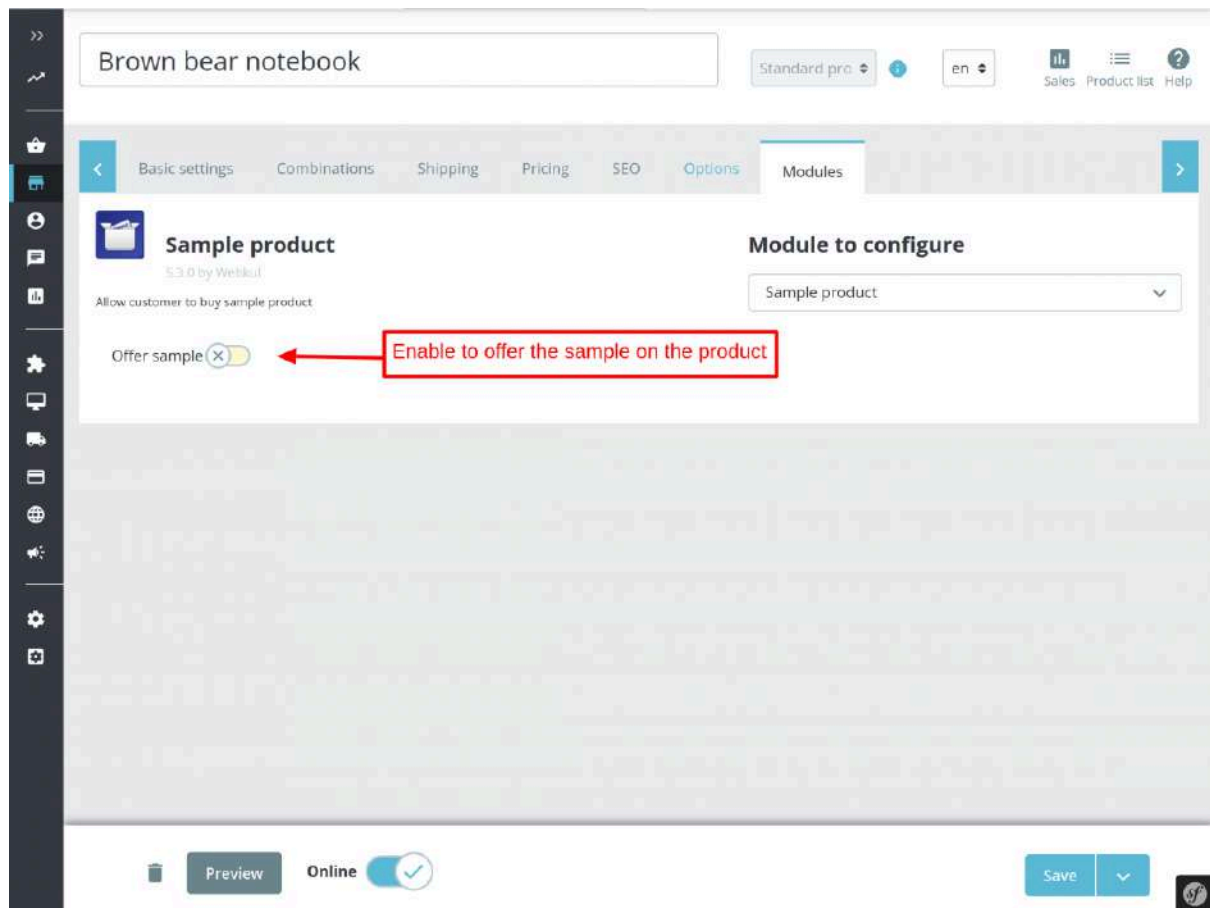 Brown bear notebook
Standard pro
en
Sales
Product list
Help
Basic settings
Combinations
Shipping
Pricing
SEO
Options
Modules
Sample product
5.3.0 by Webkul
Allow customer to buy sample product
Module to configure
Sample product
Offer sample
Enable to offer the sample on the product
Preview
Online
Save